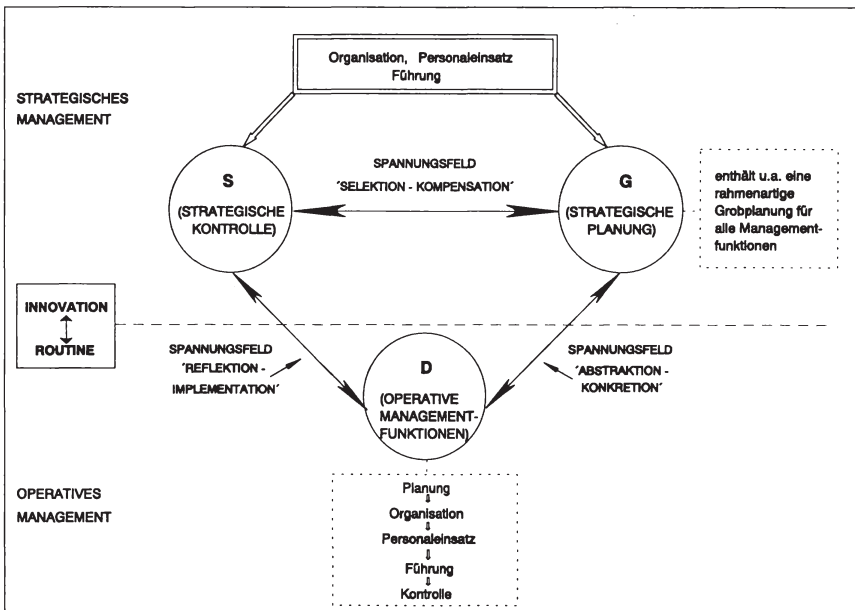 Organisation, Personaleinsatz
Führung
STRATEGISCHES
MANAGEMENT
S
(STRATEGISCHE
KONTROLLE)
SPANNUNGSFELD
´SELEKTION - KOMPENSATION'
G
(STRATEGISCHE
PLANUNG)
enthält u.a. eine
rahmenartige
Grobplanung für
alle Management-
funktionen
INNOVATION
ROUTINE
SPANNUNGSFELD
´REFLEKTION -
IMPLEMENTATION'
D
(OPERATIVE
MANAGEMENT-
FUNKTIONEN)
SPANNUNGSFELD
´ABSTRAKTION -
KONKRETION'
OPERATIVES
MANAGEMENT
Planung
Organisation
Personaleinsatz
Führung
Kontrolle